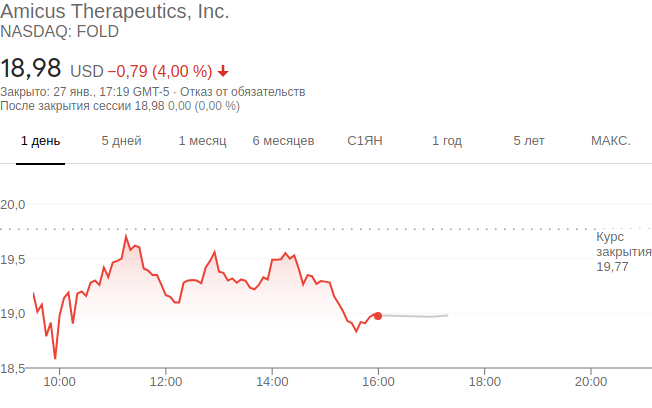 Amicus Therapeutics, Inc.
NASDAQ: FOLD
18,98 USD −0,79 (4,00 %)
Закрыто: 27 янв., 17:19 GMT-5 · Отказ от обязательств
После закрытия сессии 18,98 0,00 (0,00 %)
1 день 5 дней 1 месяц 6 месяцев С1ЯН 1 год 5 лет МАКС.
20,0
Курс
закрытия
19,77
19,5
19,0
18,5
10:00 12:00 14:00 16:00 18:00 20:00